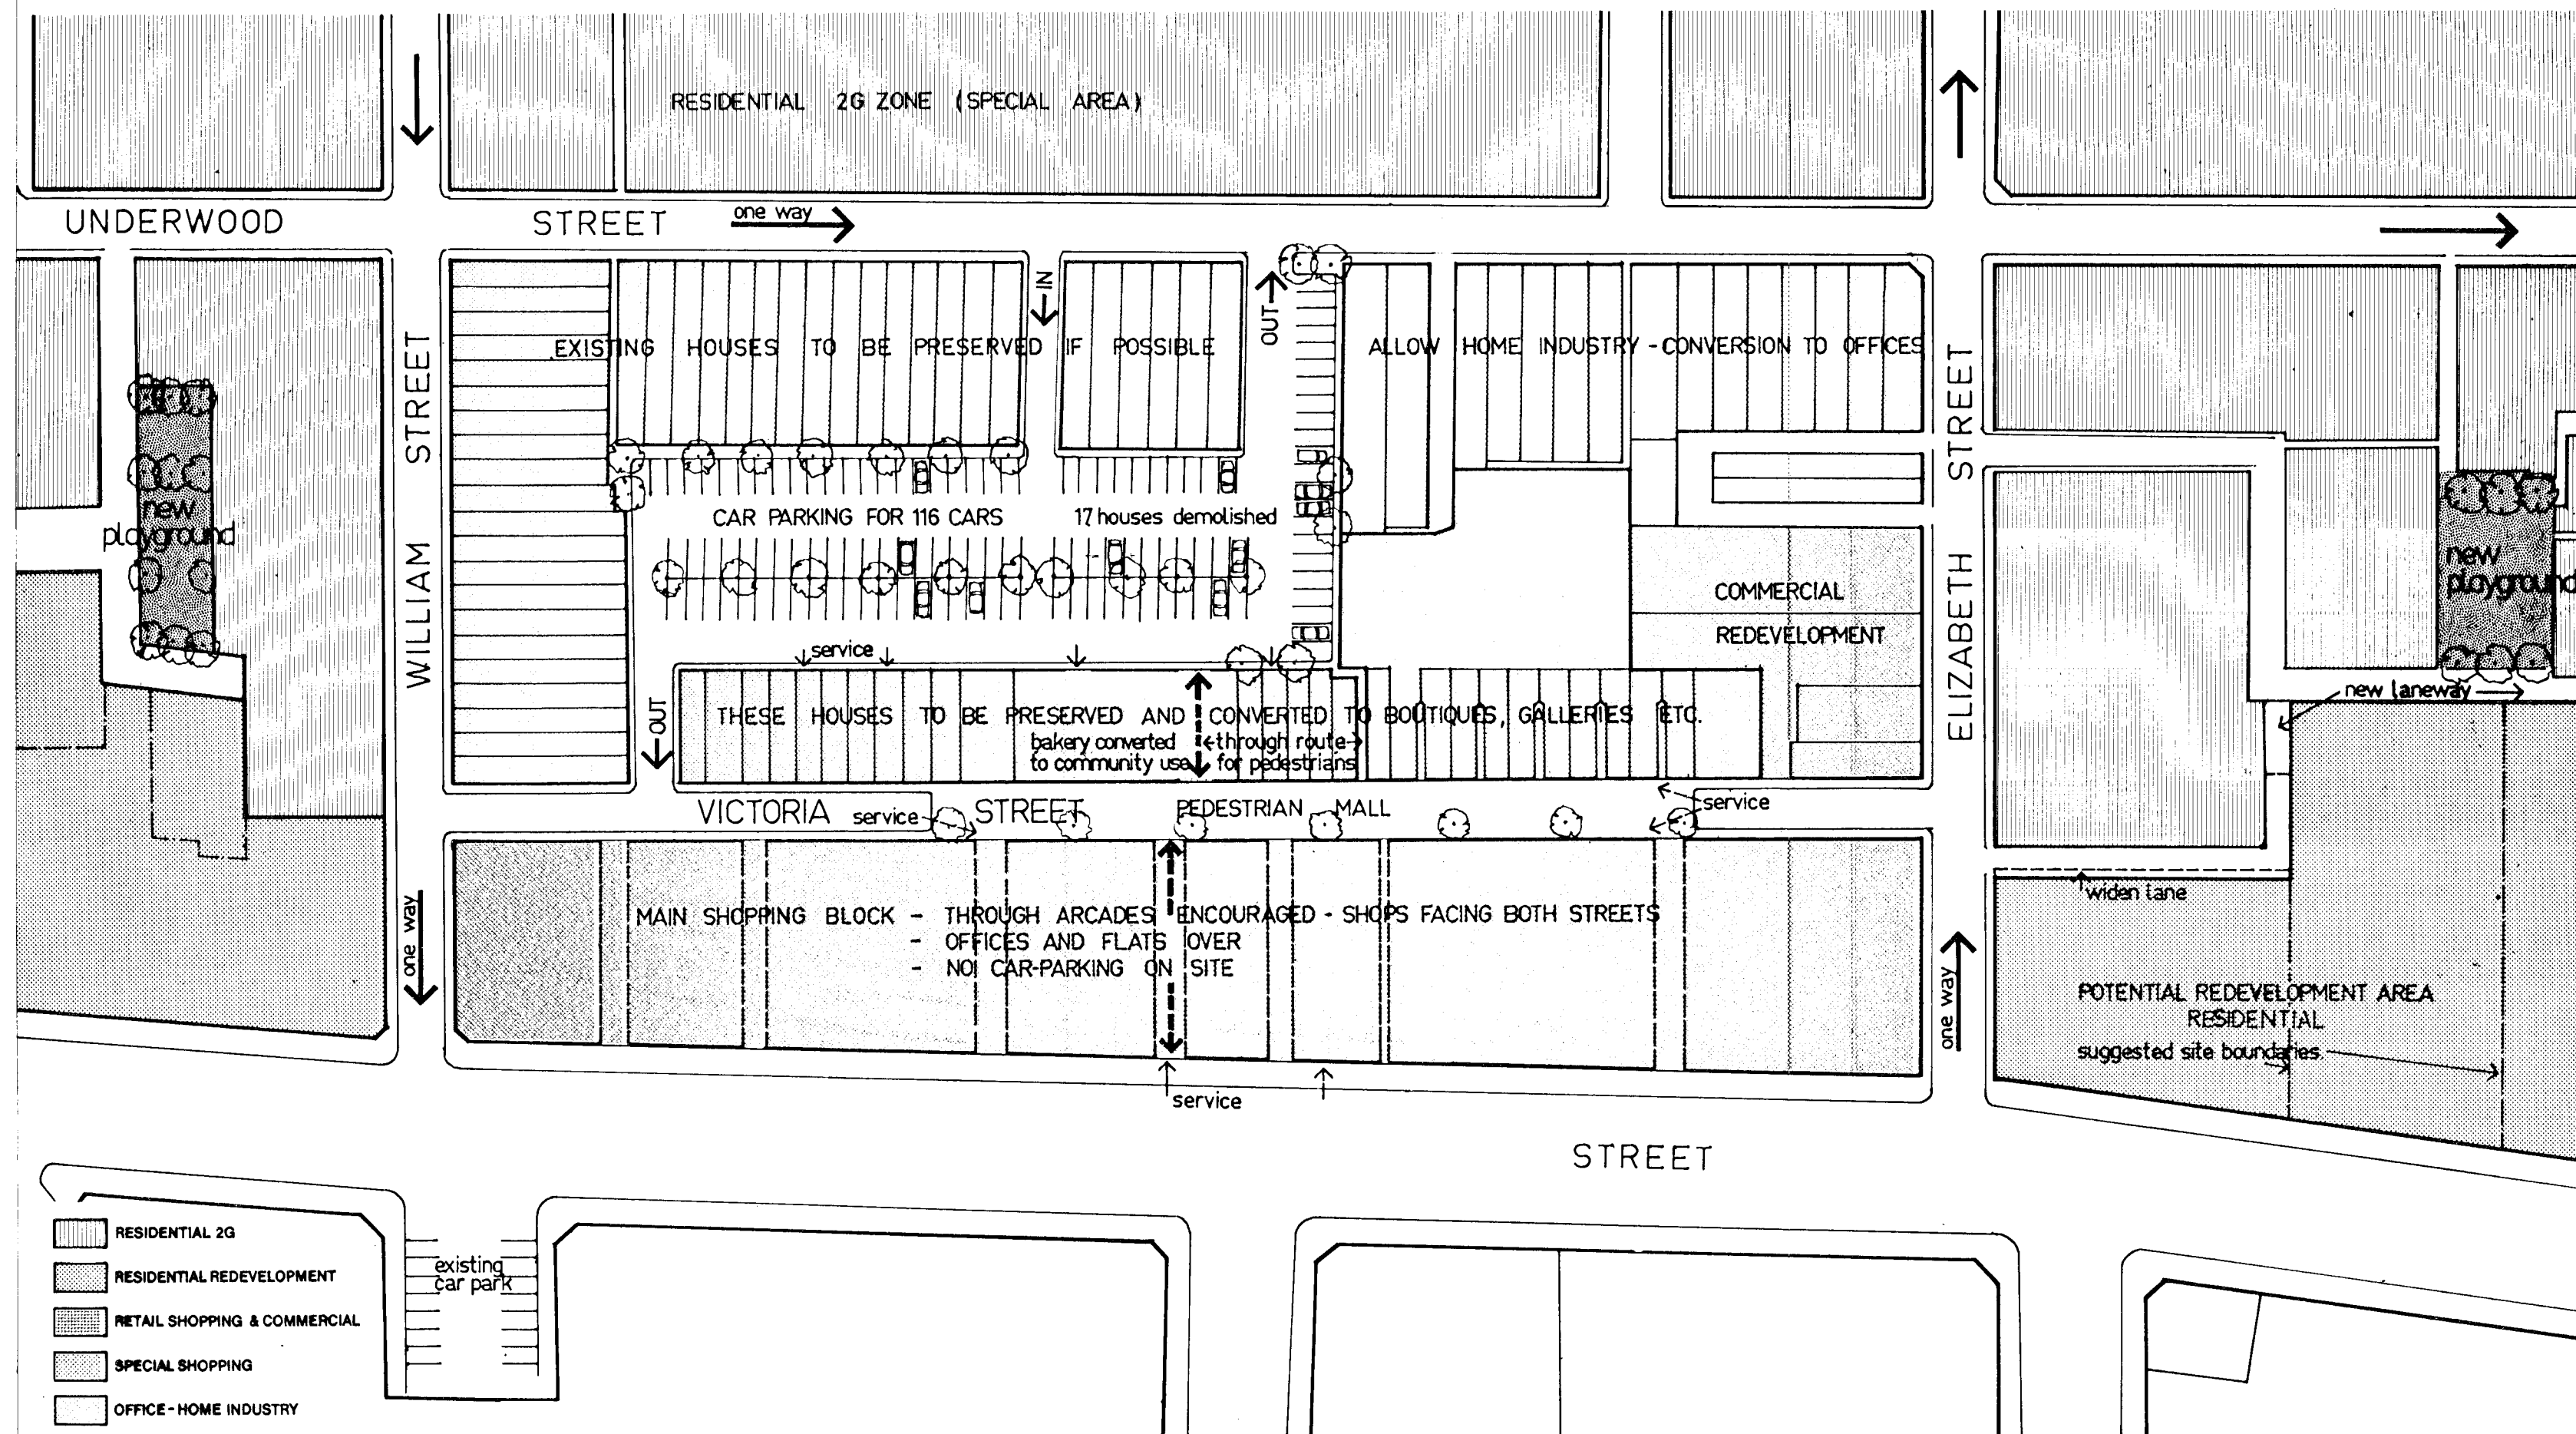 RESIDENTIAL 2G ZONE (SPECIAL AREA)
UNDERWOOD STREET
one way
IN
OUT
EXISTING HOUSES TO BE PRESERVED IF POSSIBLE
ALLOW HOME INDUSTRY - CONVERSION TO OFFICES
WILLIAM STREET
ELIZABETH STREET
new
playground
CAR PARKING FOR 116 CARS
17 houses demolished
new
playground
COMMERCIAL
REDEVELOPMENT
service
new laneway
OUT
THESE HOUSES TO BE PRESERVED AND CONVERTED TO BOUTIQUES, GALLERIES ETC.
bakery converted
to community use
through route
for pedestrians
VICTORIA STREET PEDESTRIAN MALL
service
service
widen lane
one way
MAIN SHOPPING BLOCK - THROUGH ARCADES ENCOURAGED - SHOPS FACING BOTH STREETS
- OFFICES AND FLATS OVER
- NO CAR-PARKING ON SITE
one way
POTENTIAL REDEVELOPMENT AREA
RESIDENTIAL
suggested site boundaries
service
STREET
existing
car park
RESIDENTIAL 2G
RESIDENTIAL REDEVELOPMENT
RETAIL SHOPPING & COMMERCIAL
SPECIAL SHOPPING
OFFICE - HOME INDUSTRY